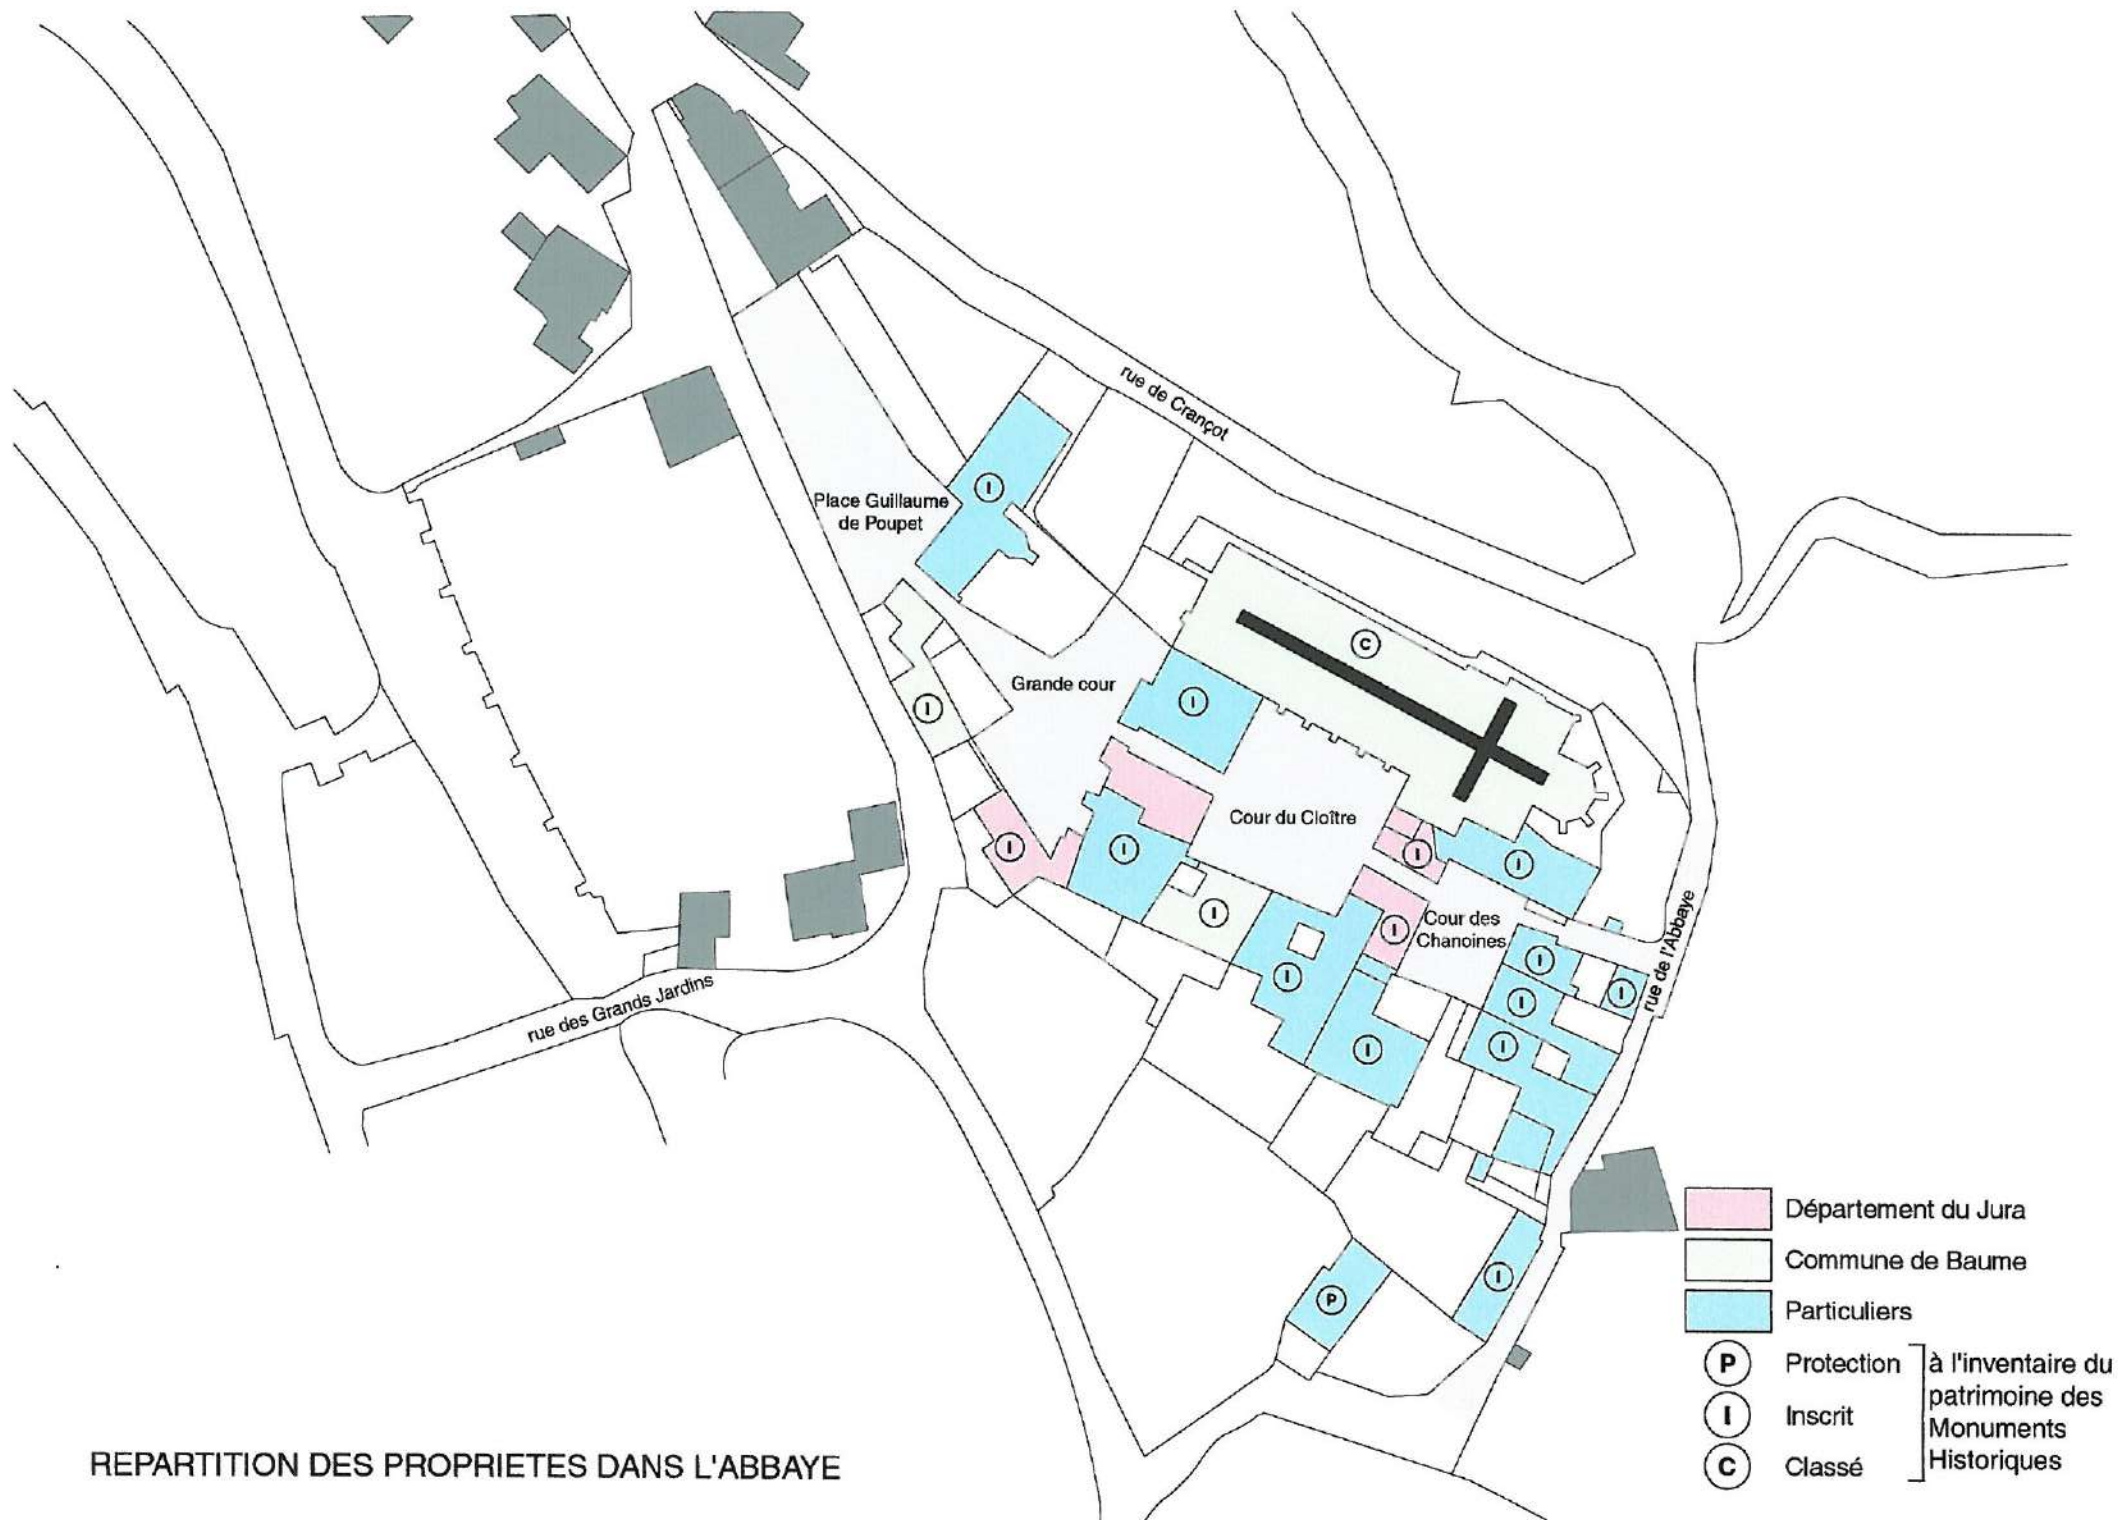 rue de Crançot
Place Guillaume
de Poupet
I
C
Grande cour
I
I
Cour du Cloître
I
I
I
I
I
Cour des
Chanoines
I
I
I
I
I
I
I
I
rue de l'Abbaye
rue des Grands Jardins
I
P
Département du Jura
Commune de Baume
Particuliers
P Protection
I Inscrit
C Classé
à l'inventaire du
patrimoine des
Monuments
Historiques
REPARTITION DES PROPRIETES DANS L'ABBAYE